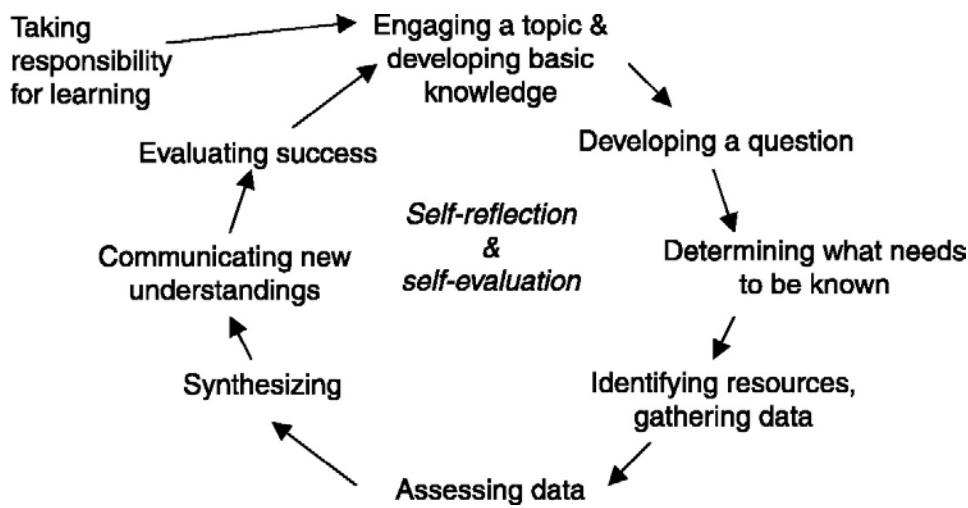 Taking
responsibility
for learning
Engaging a topic &
developing basic
knowledge
Developing a question
Determining what needs
to be known
Identifying resources,
gathering data
Assessing data
Synthesizing
Communicating new
understandings
Evaluating success
Self-reflection
&
self-evaluation